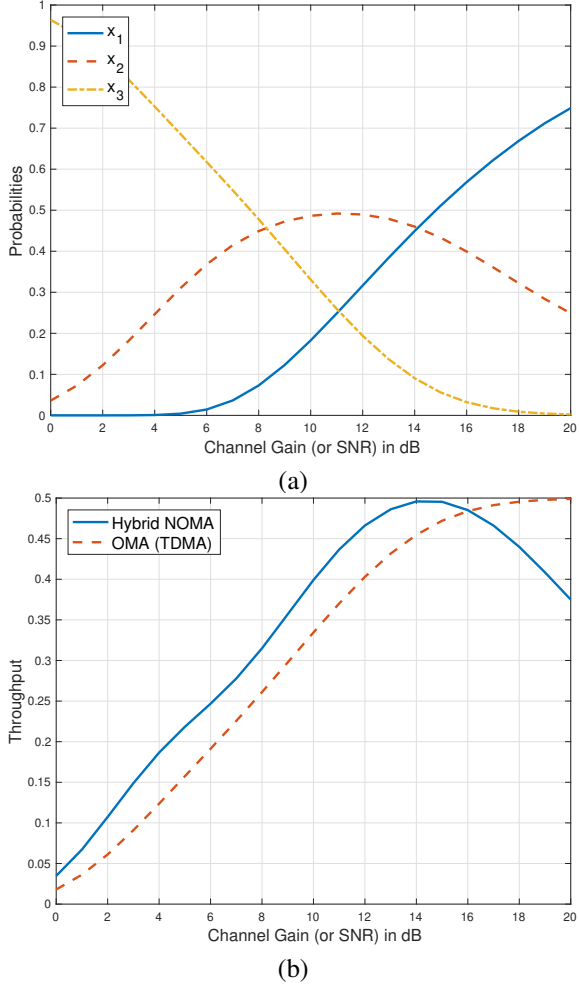 1
0.9
0.8
0.7
0.6
0.5
0.4
0.3
0.2
0.1
0
Probabilities
x_1
x_2
x_3
0 2 4 6 8 10 12 14 16 18 20
Channel Gain (or SNR) in dB
(a)
0.5
0.45
0.4
0.35
0.3
0.25
0.2
0.15
0.1
0.05
0
Throughput
Hybrid NOMA
OMA (TDMA)
0 2 4 6 8 10 12 14 16 18 20
Channel Gain (or SNR) in dB
(b)